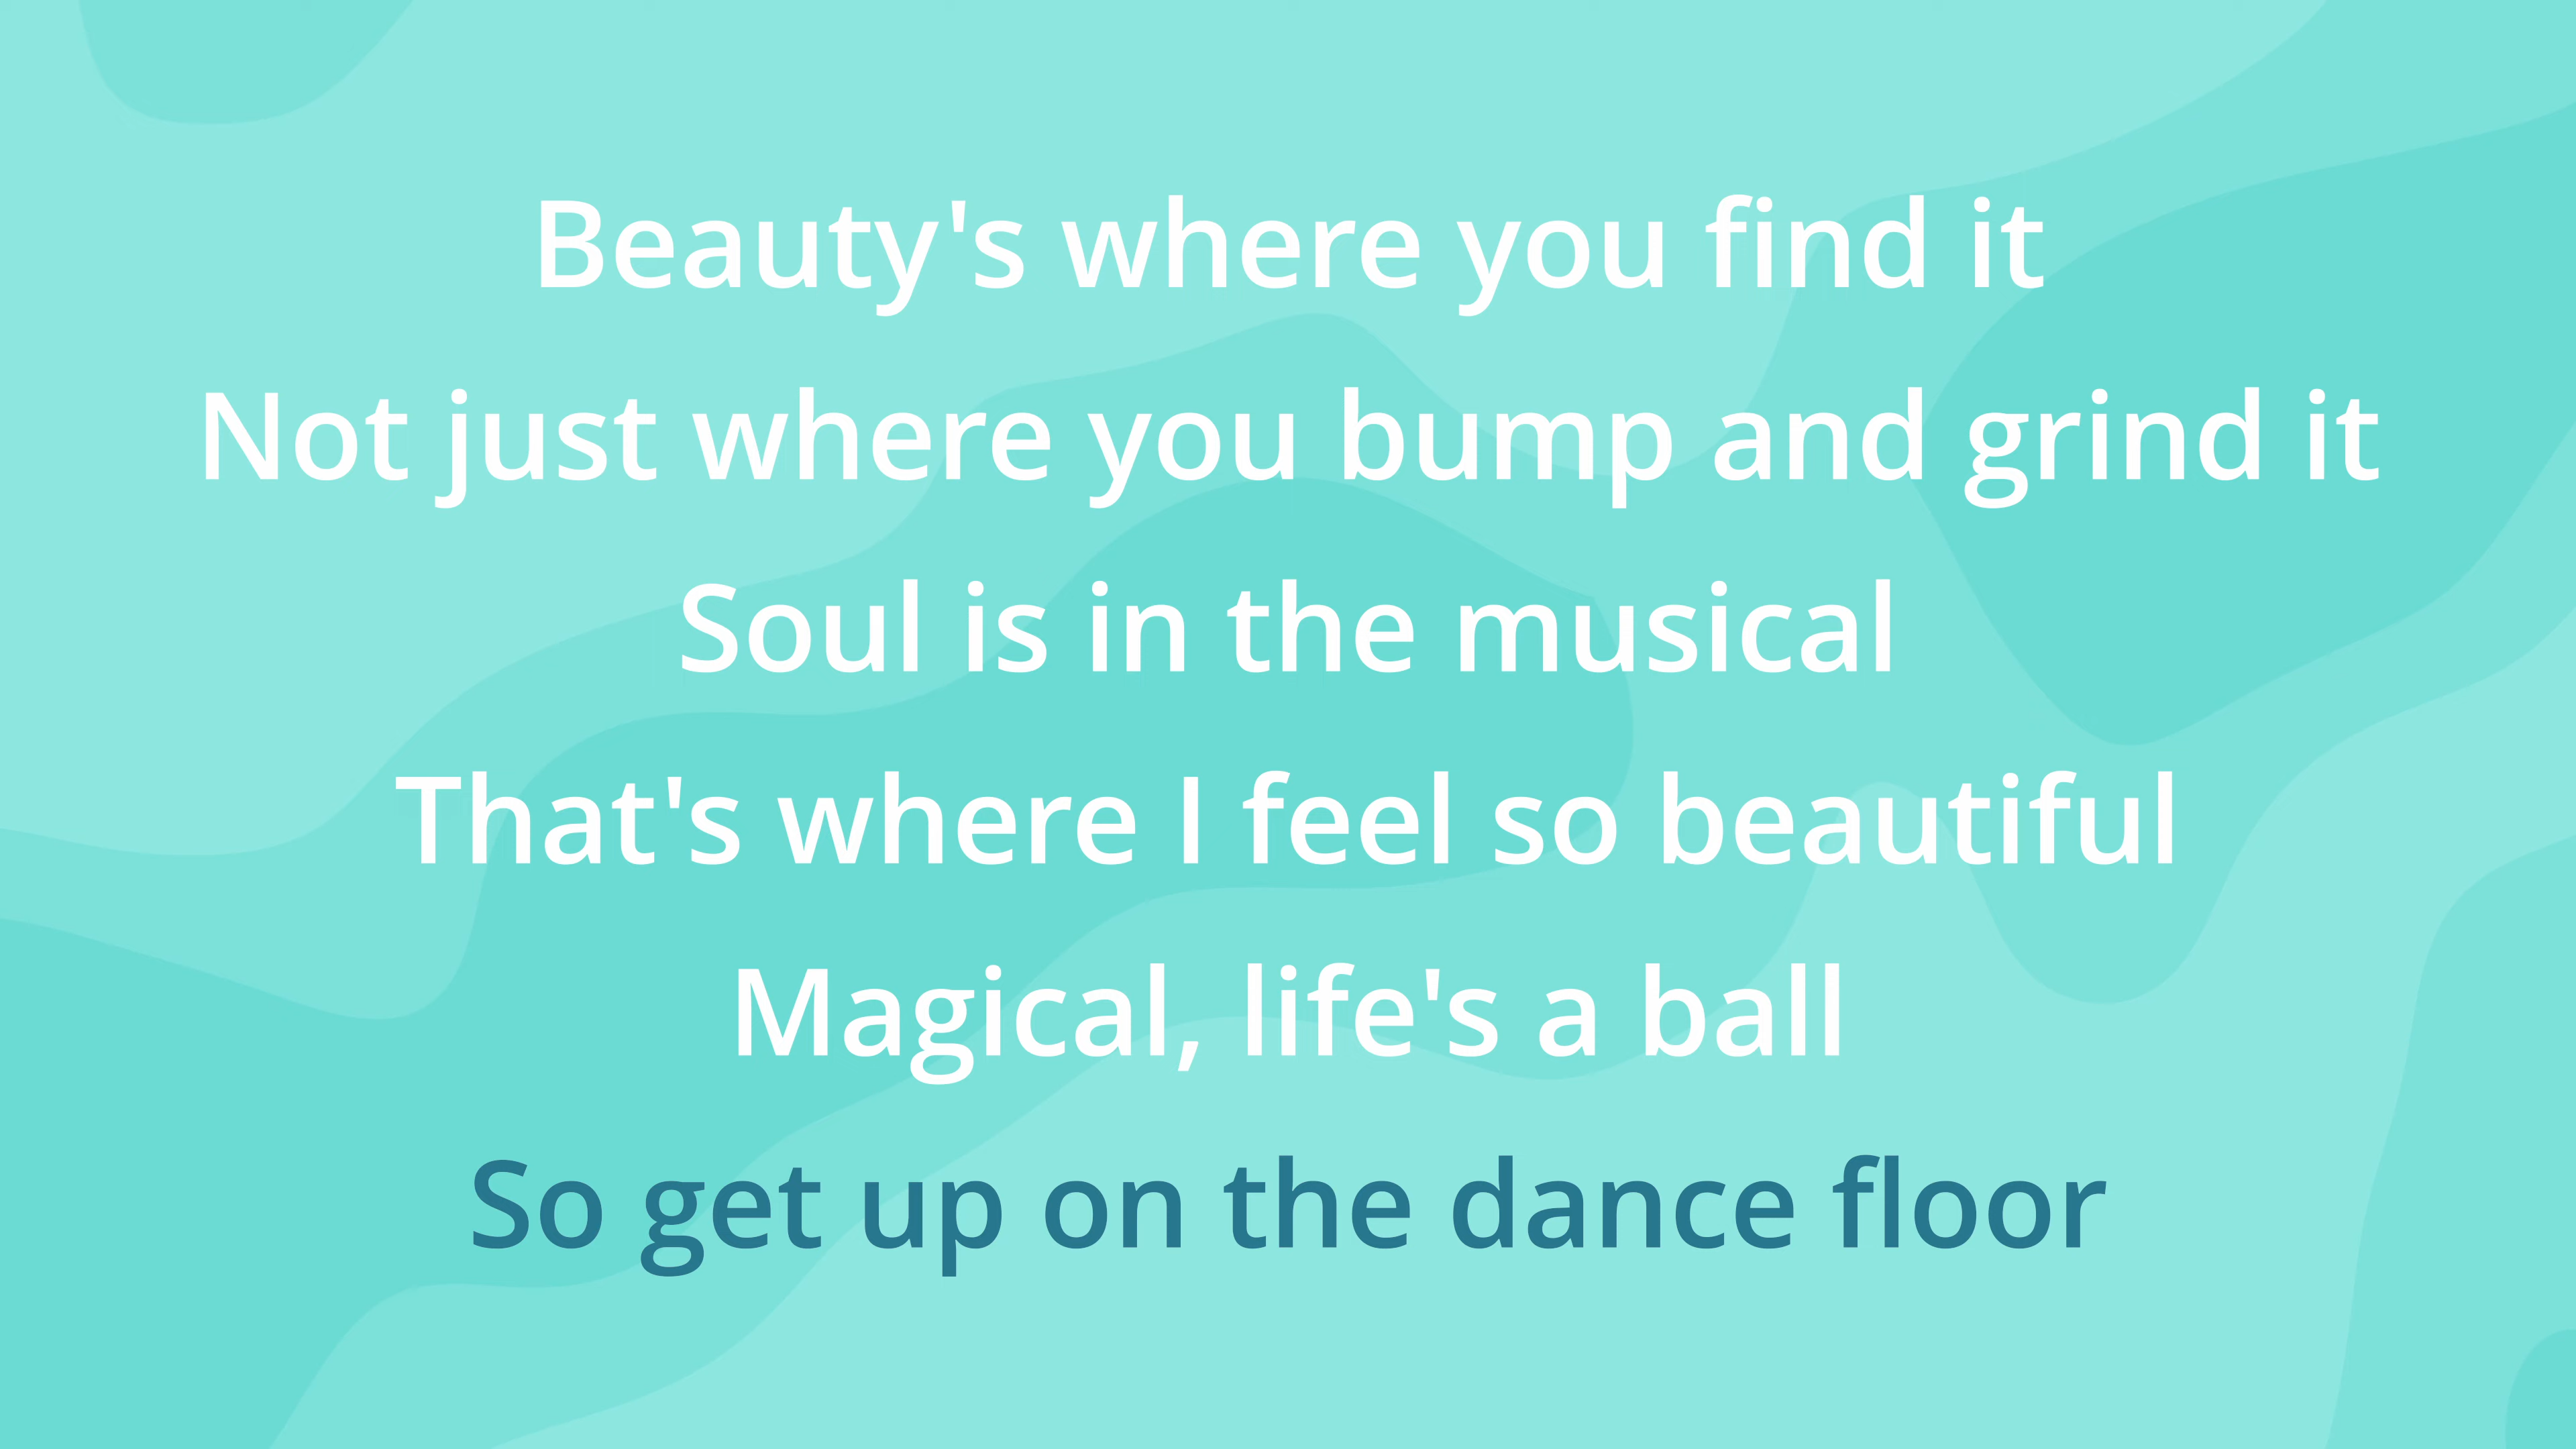 Beauty's where you find it
Not just where you bump and grind it
Soul is in the musical
That's where I feel so beautiful
Magical, life's a ball
So get up on the dance floor